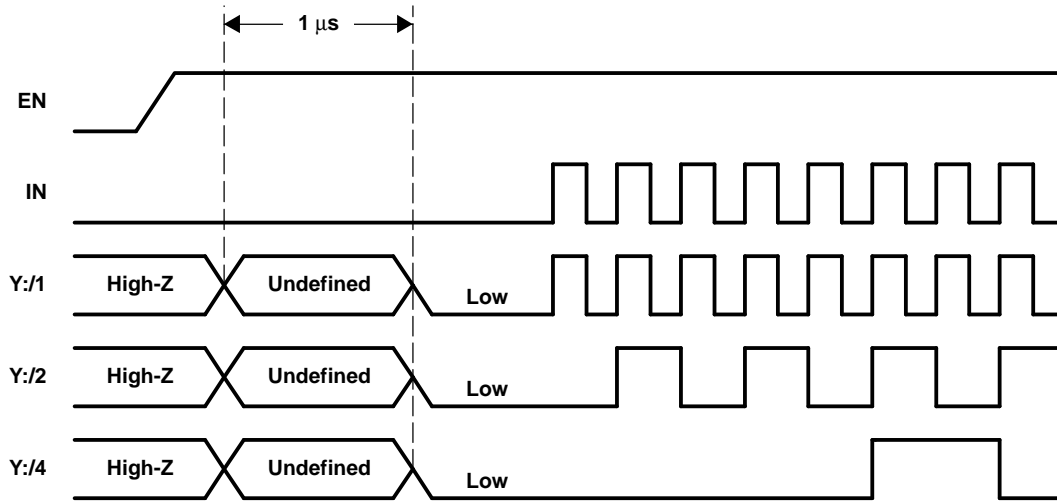 1 μs
EN
IN
Y:/1 High-Z Undefined Low
Y:/2 High-Z Undefined Low
Y:/4 High-Z Undefined Low